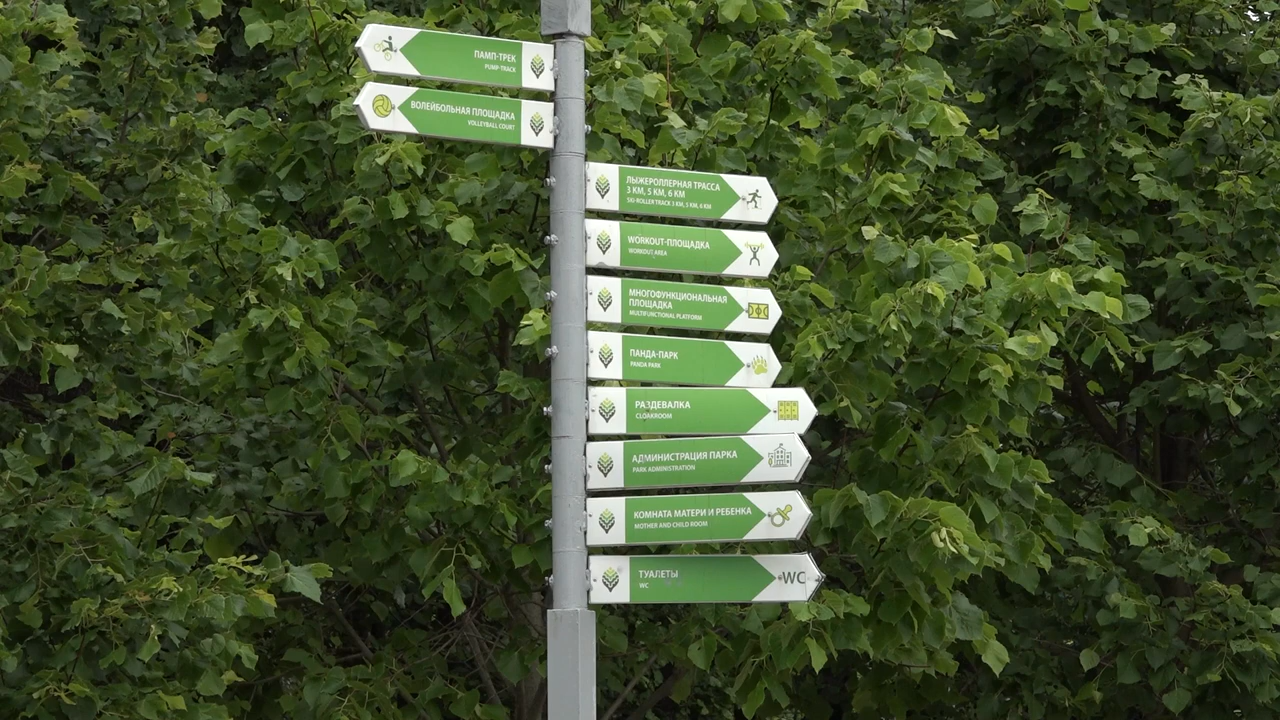 ПАМП-ТРЕК
PUMP-TRACK
ВОЛЕЙБОЛЬНАЯ ПЛОЩАДКА
VOLLEYBALL COURT
ЛЫЖЕРОЛЛЕРНАЯ ТРАССА
3 КМ, 5 КМ, 6 КМ
SKI-ROLLER TRACK 3 KM, 5 KM, 6 KM
WORKOUT-ПЛОЩАДКА
WORKOUT AREA
МНОГОФУНКЦИОНАЛЬНАЯ
ПЛОЩАДКА
MULTIFUNCTIONAL PLATFORM
ПАНДА-ПАРК
PANDA PARK
РАЗДЕВАЛКА
CLOAKROOM
АДМИНИСТРАЦИЯ ПАРКА
PARK ADMINISTRATION
КОМНАТА МАТЕРИ И РЕБЕНКА
MOTHER AND CHILD ROOM
ТУАЛЕТЫ
WC
WC